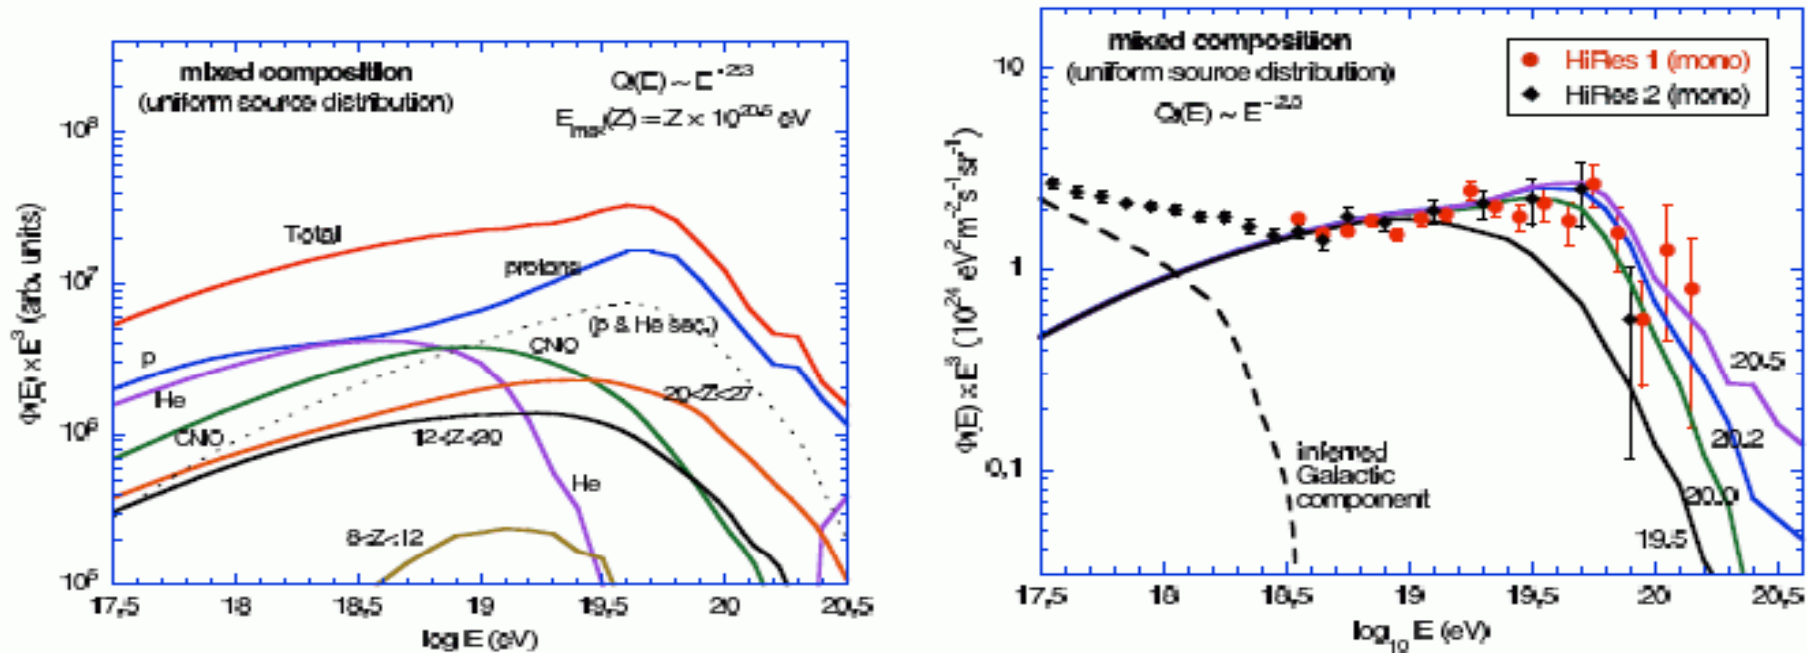 mixed composition
(uniform source distribution)
Q(E) ~ E^-2.3
E_max(Z) = Z × 10^20.5 eV
10^8
10^7
10^6
10^5
Φ(E) × E^3 (arb. units)
Total
protons
(p & He sec.)
p
He
CNO
CNO
20<Z<27
12<Z<20
He
8<Z<12
17,5
18
18,5
19
19,5
20
20,5
log E (eV)
mixed composition
(uniform source distribution)
HiRes 1 (mono)
HiRes 2 (mono)
10
1
0,1
Φ(E) × E^3 (10^24 eV^2 m^-2 s^-1 sr^-1)
inferred
Galactic
component
20.5
20.2
20.0
19.5
17,5
18
18,5
19
19,5
20
20,5
log_10 E (eV)